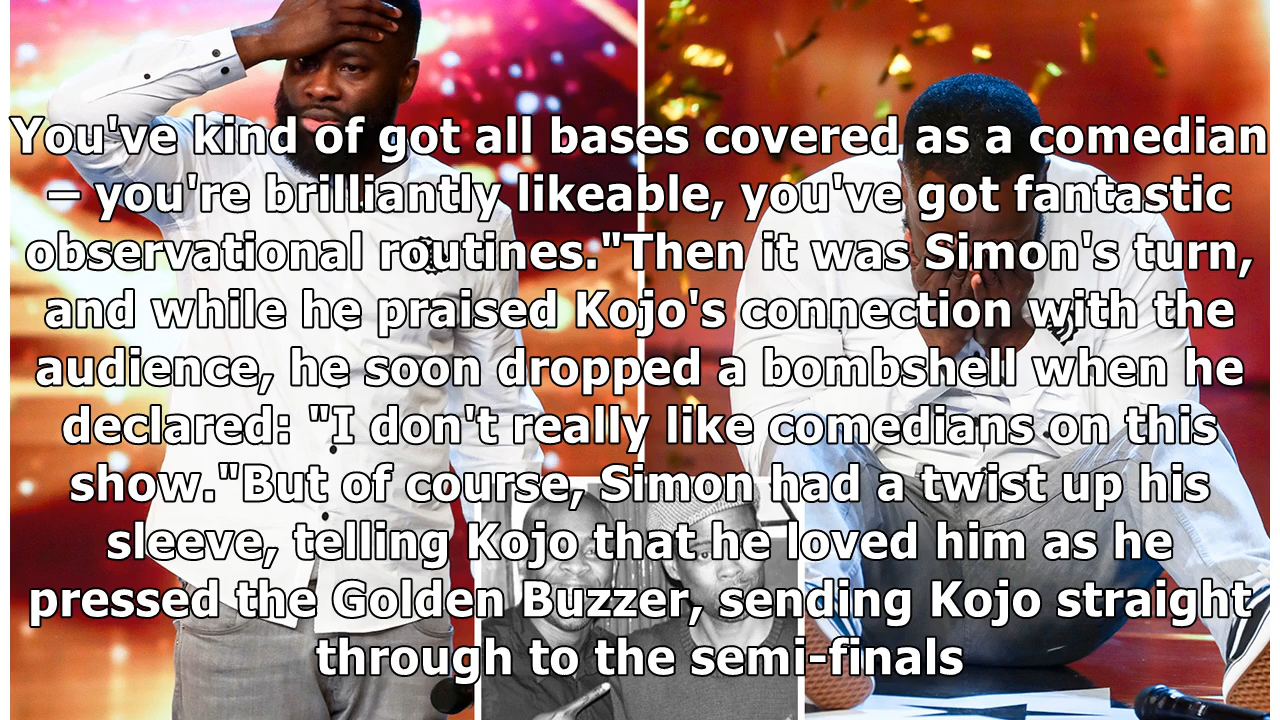 You've kind of got all bases covered as a comedian
– you're brilliantly likeable, you've got fantastic
observational routines."Then it was Simon's turn,
and while he praised Kojo's connection with the
audience, he soon dropped a bombshell when he
declared: "I don't really like comedians on this
show."But of course, Simon had a twist up his
sleeve, telling Kojo that he loved him as he
pressed the Golden Buzzer, sending Kojo straight
through to the semi-finals